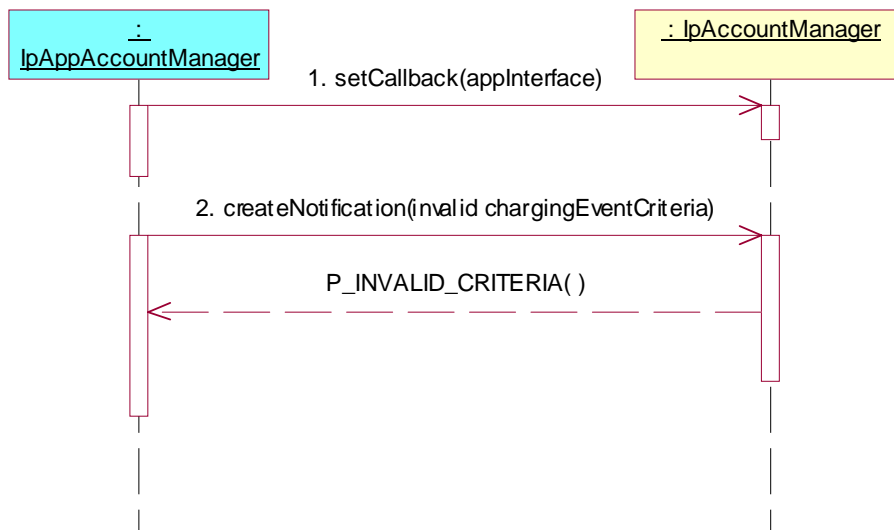 :
IpAppAccountManager
: IpAccountManager
1. setCallback(appInterface)
2. createNotification(invalid chargingEventCriteria)
P_INVALID_CRITERIA( )